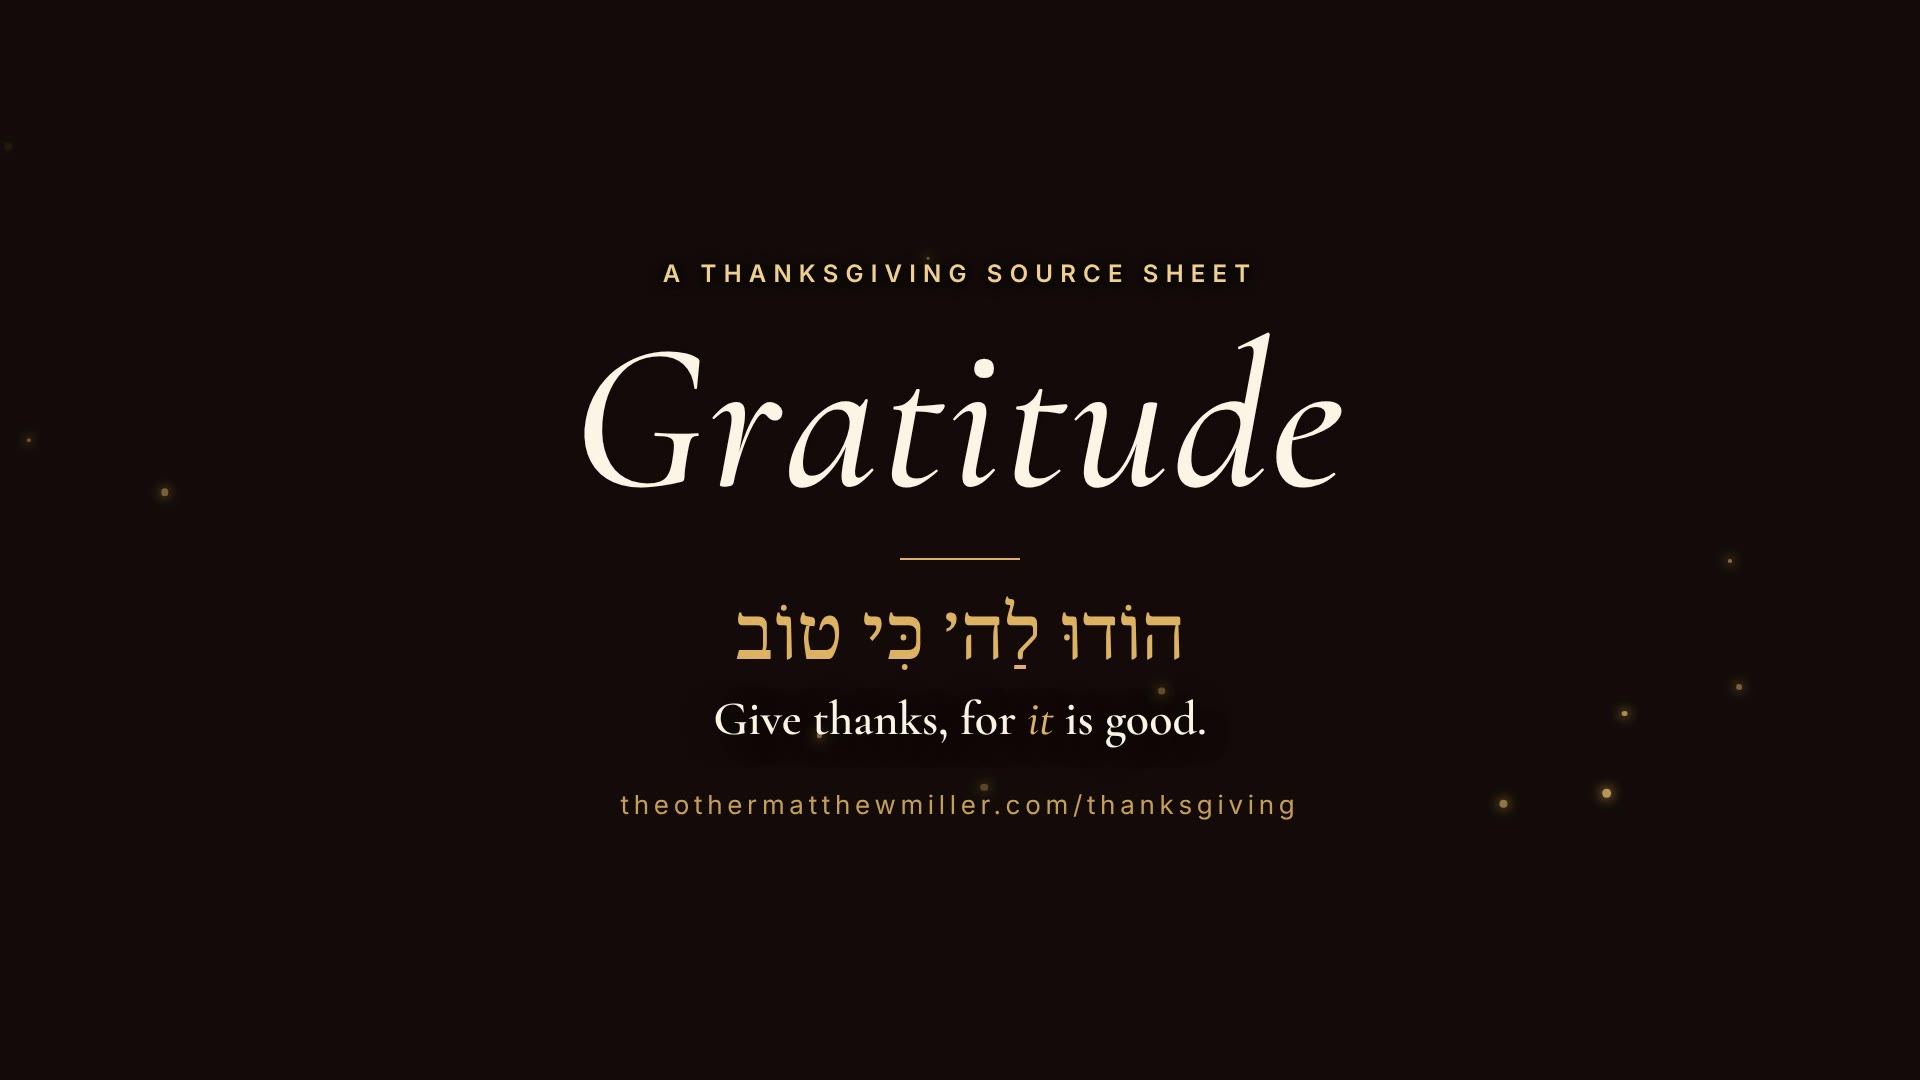 A THANKSGIVING SOURCE SHEET
Gratitude
הוֹדוּ לַה׳ כִּי טוֹב
Give thanks, for it is good.
theothermatthewmiller.com/thanksgiving